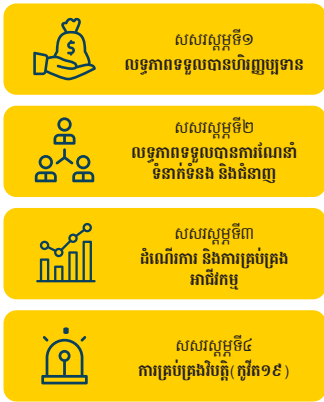 សសរស្តម្ភទី១
លទ្ធភាពទទួលបានហិរញ្ញប្បទាន
សសរស្តម្ភទី២
លទ្ធភាពទទួលបានការណែនាំ
ទំនាក់ទំនង និងជំនាញ
សសរស្តម្ភទី៣
ដំណើរការ និងការគ្រប់គ្រង
អាជីវកម្ម
សសរស្តម្ភទី៤
ការគ្រប់គ្រងវិបត្តិ(កូវីត១៩)